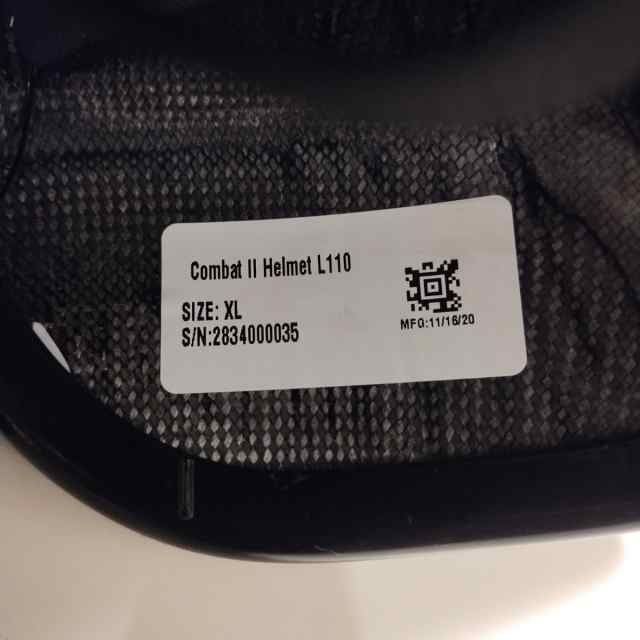 Combat II Helmet L110
SIZE: XL
S/N:2834000035
MFG:11/16/20